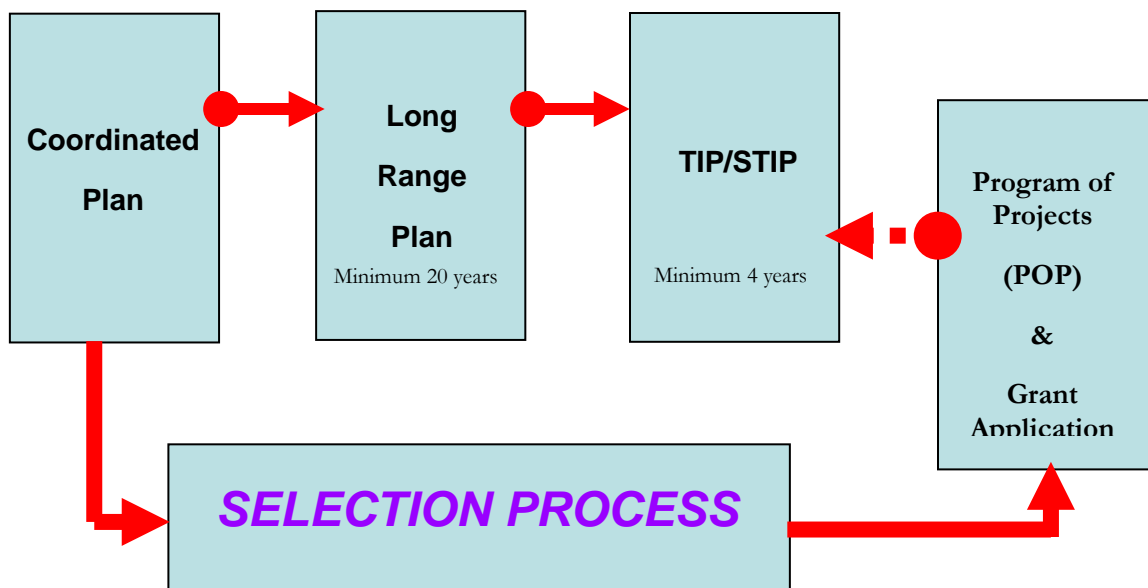 Coordinated
Plan
Long
Range
Plan
Minimum 20 years
TIP/STIP
Minimum 4 years
Program of
Projects
(POP)
&
Grant
Application
SELECTION PROCESS